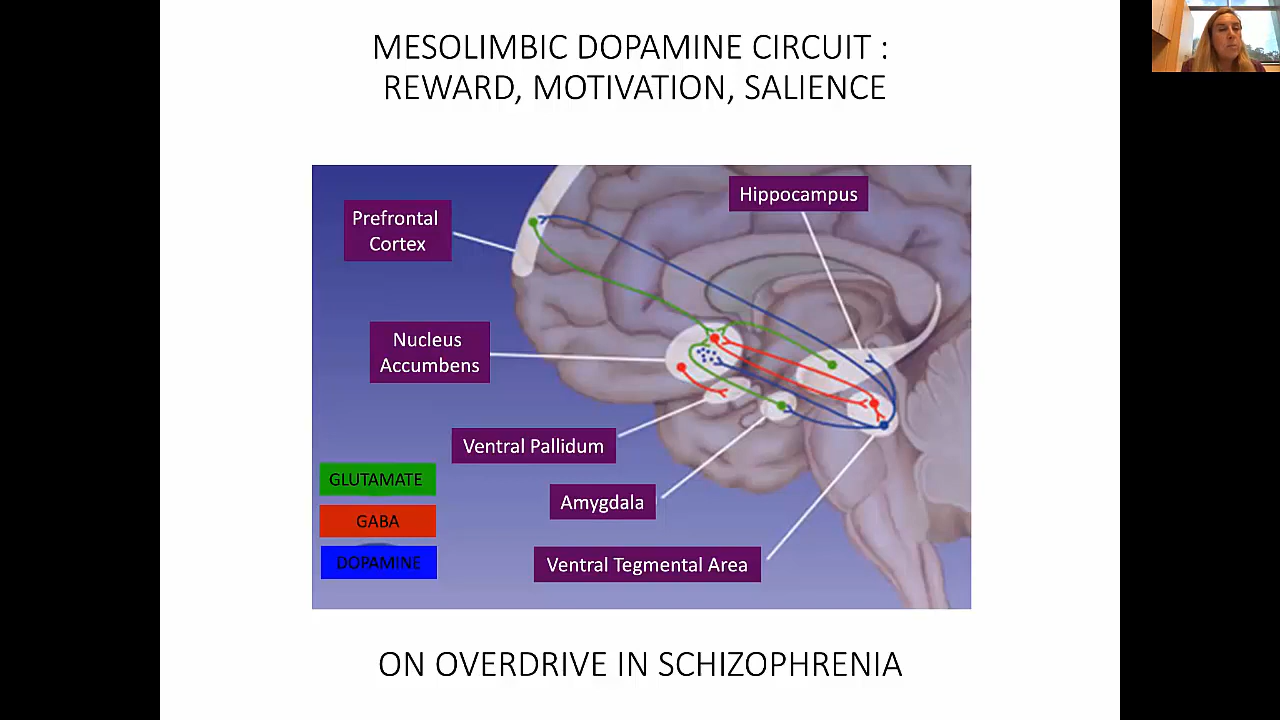 MESOLIMBIC DOPAMINE CIRCUIT :
REWARD, MOTIVATION, SALIENCE
Hippocampus
Prefrontal
Cortex
Nucleus
Accumbens
Ventral Pallidum
GLUTAMATE
Amygdala
GABA
DOPAMINE
Ventral Tegmental Area
ON OVERDRIVE IN SCHIZOPHRENIA